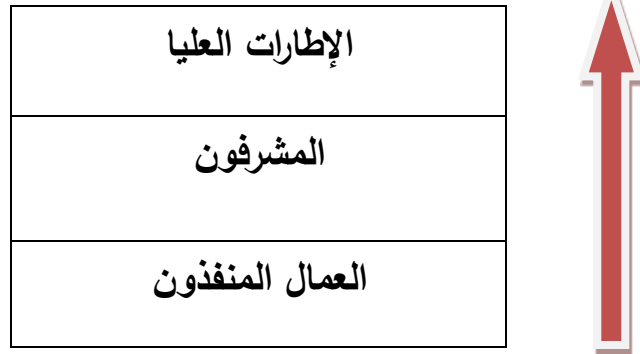 الإطارات العليا
المشرفون
العمال المنفذون